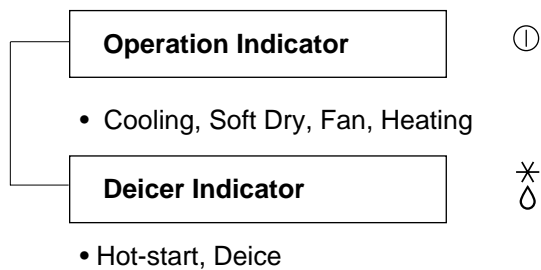 Operation Indicator
• Cooling, Soft Dry, Fan, Heating
Deicer Indicator
• Hot-start, Deice